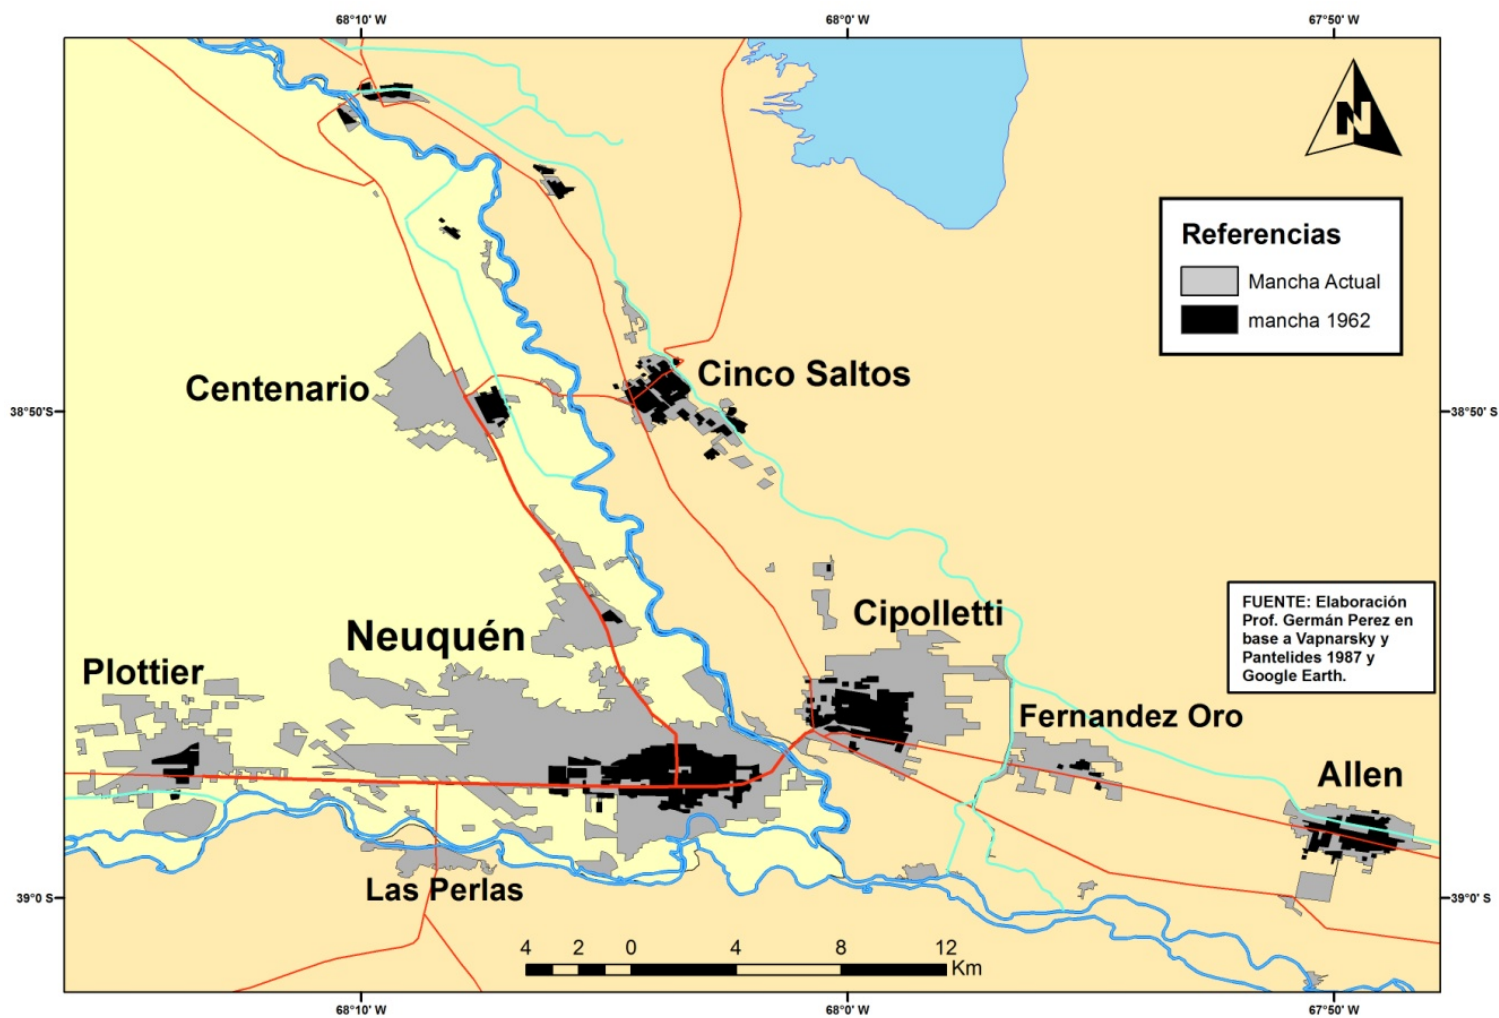 68°10' W
68°0' W
67°50' W
N
Referencias
Mancha Actual
mancha 1962
Cinco Saltos
Centenario
38°50' S
38°50' S
FUENTE: Elaboración
Prof. Germán Perez en
base a Vapnarsky y
Pantelides 1987 y
Google Earth.
Cipolletti
Neuquén
Plottier
Fernandez Oro
Allen
Las Perlas
39°0 S
39°0' S
4 2 0 4 8 12
Km
68°10' W
68°0' W
67°50' W